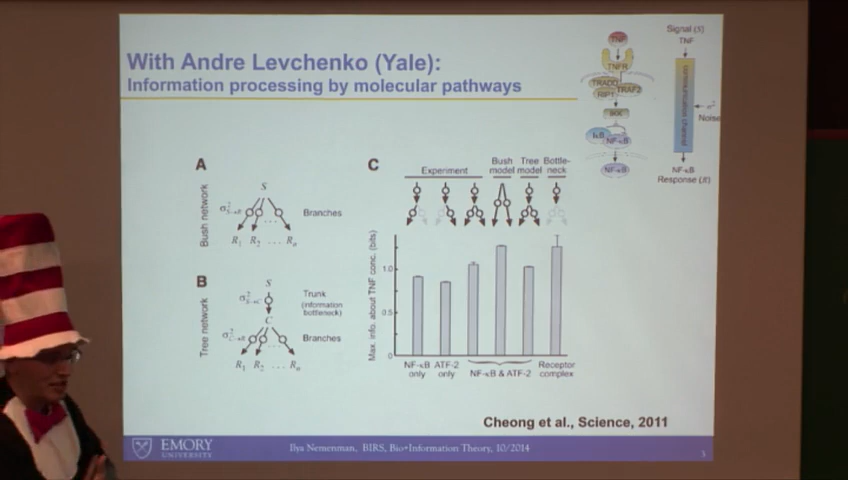 With Andre Levchenko (Yale):
Information processing by molecular pathways
TNF
TNFR
TRADD
TRAF2
RIP1
IKK
IκB
NF-κB
NF-κB
Signal (S)
TNF
communication channel
Noise
NF-κB
Response (R)
A
Bush network
S
Branches
R1 R2 ... Rn
B
Tree network
S
Trunk
(information
bottleneck)
C
Branches
R1 R2 ... Rn
C
Experiment
Bush
model
Tree
model
Bottle-
neck
Max. info. about TNF conc. (bits)
1.0
0.5
0
NF-κB
only
ATF-2
only
NF-κB & ATF-2
Receptor
complex
Cheong et al., Science, 2011
EMORY
UNIVERSITY
Ilya Nemenman, BIRS, Bio•Information Theory, 10/2014